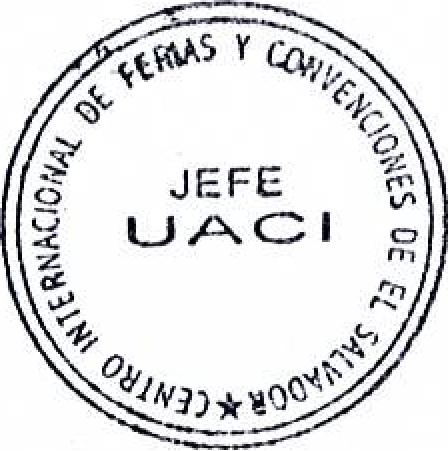 CENTRO INTERNACIONAL DE FERIAS Y CONVENCIONES DE EL SALVADOR ★
JEFE
UACI